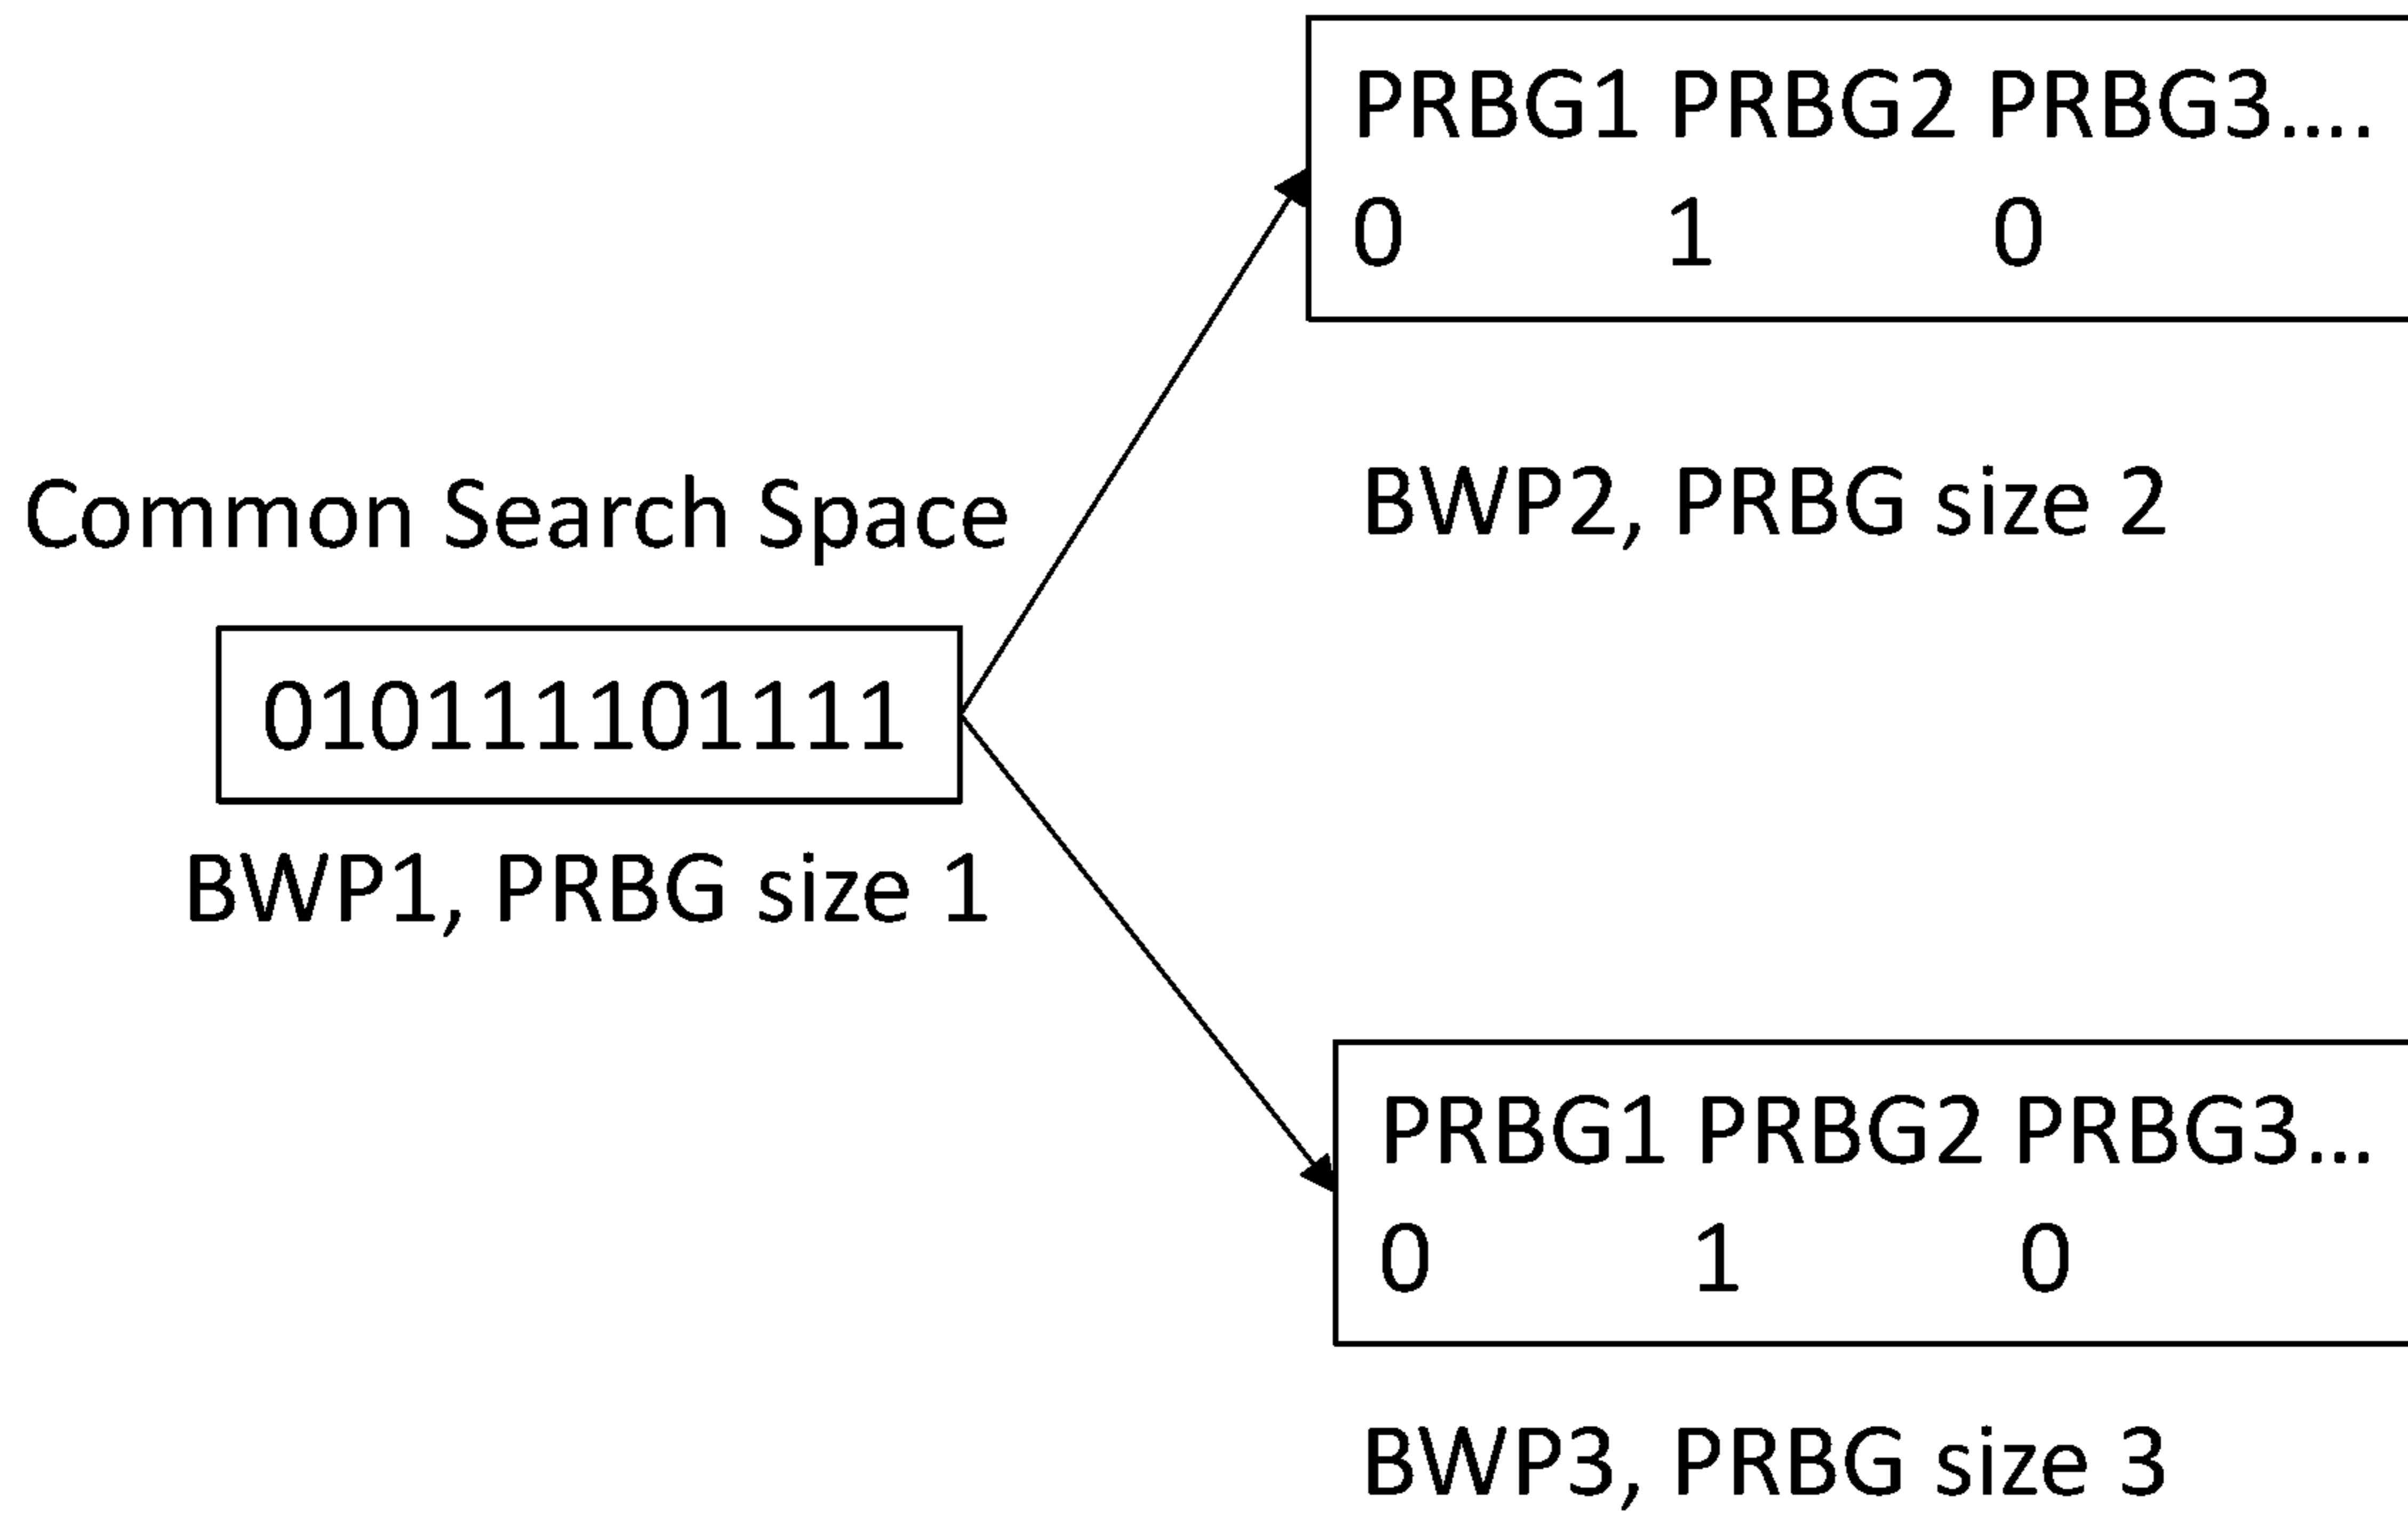 PRBG1 PRBG2 PRBG3....
0 1 0
BWP2, PRBG size 2
Common Search Space
010111101111
BWP1, PRBG size 1
PRBG1 PRBG2 PRBG3...
0 1 0
BWP3, PRBG size 3